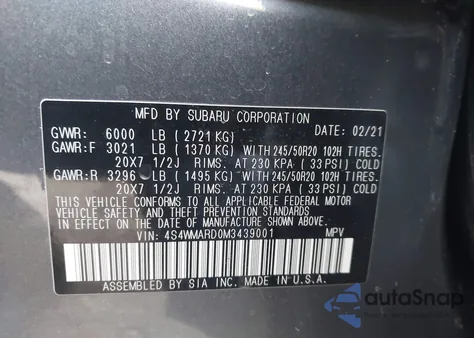 MFD BY SUBARU CORPORATION
GVWR: 6000 LB ( 2721 KG) DATE: 02/21
GAWR:F 3021 LB ( 1370 KG) WITH 245/50R20 102H TIRES.
20X7 1/2J RIMS. AT 230 KPA ( 33 PSI) COLD
GAWR:R 3296 LB ( 1495 KG) WITH 245/50R20 102H TIRES.
20X7 1/2J RIMS. AT 230 KPA ( 33 PSI) COLD
THIS VEHICLE CONFORMS TO ALL APPLICABLE FEDERAL MOTOR
VEHICLE SAFETY AND THEFT PREVENTION STANDARDS IN
EFFECT ON THE DATE OF MANUFACTURE SHOWN ABOVE.
VIN: 4S4WMARD0M3439001 MPV
ASSEMBLED BY SIA INC. MADE IN U.S.A.
autoSnap